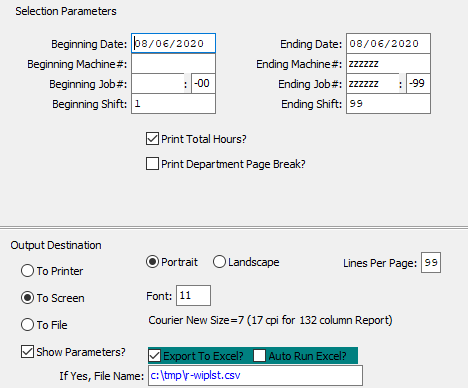 Selection Parameters
Beginning Date: 08/06/2020 Ending Date: 08/06/2020
Beginning Machine#: Ending Machine#: zzzzzz
Beginning Job#: : -00 Ending Job#: zzzzzz : -99
Beginning Shift: 1 Ending Shift: 99
Print Total Hours?
Print Department Page Break?
Output Destination
To Printer Portrait Landscape Lines Per Page: 99
To Screen Font: 11
To File Courier New Size=7 (17 cpi for 132 column Report)
Show Parameters? Export To Excel? Auto Run Excel?
If Yes, File Name: c:\tmp\r-wiplst.csv